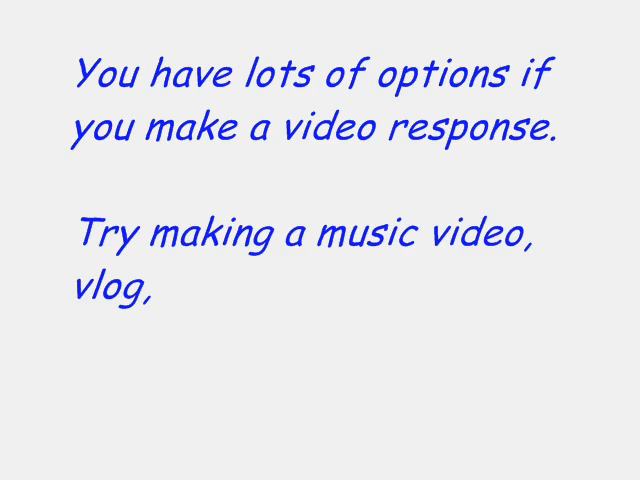 You have lots of options if
you make a video response.
Try making a music video,
vlog,